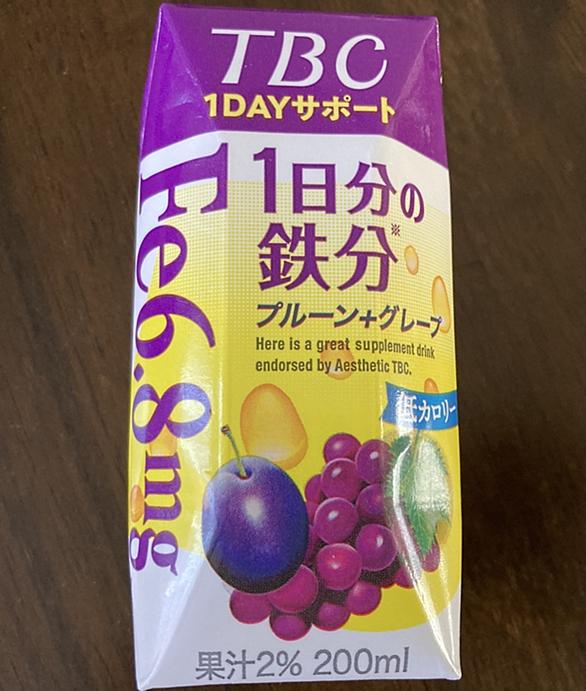 TBC
1DAYサポート
Fe6.8mg
1日分の
鉄分※
プルーン+グレープ
Here is a great supplement drink
endorsed by Aesthetic TBC.
低カロリー
果汁2% 200ml